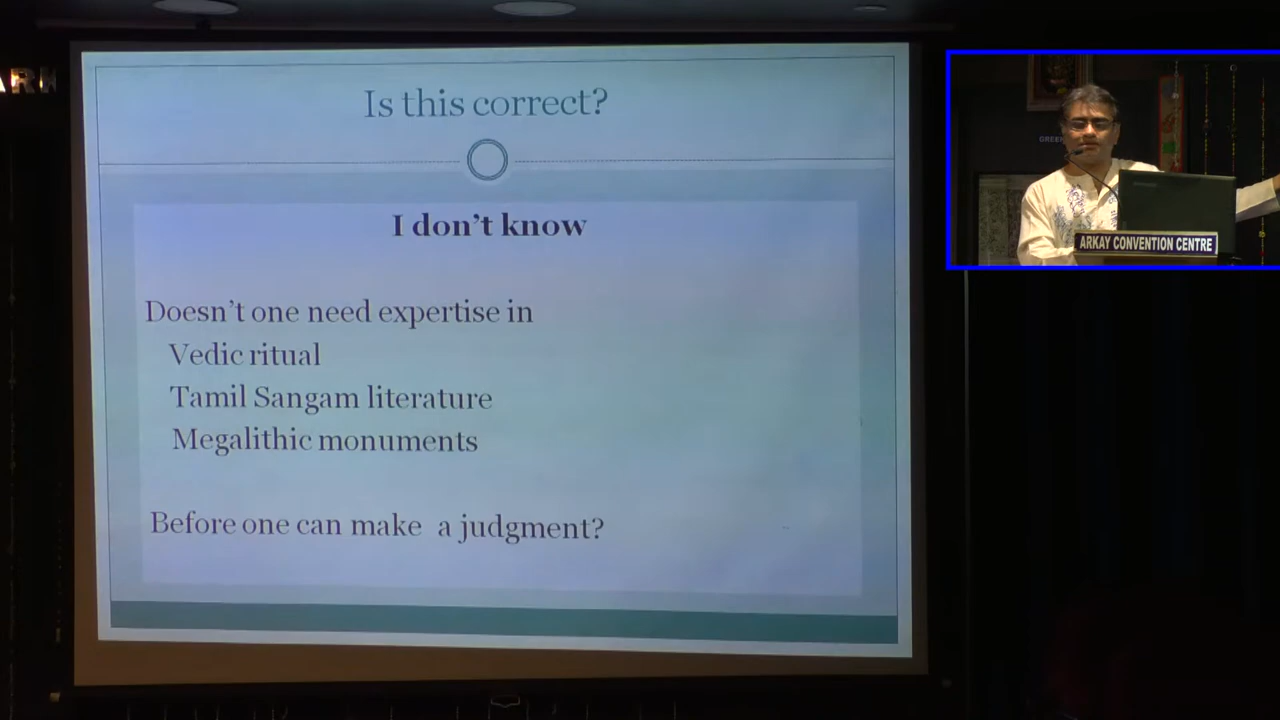 Is this correct?
I don't know
Doesn't one need expertise in
Vedic ritual
Tamil Sangam literature
Megalithic monuments
Before one can make a judgment?
GREEN
ARKAY CONVENTION CENTRE